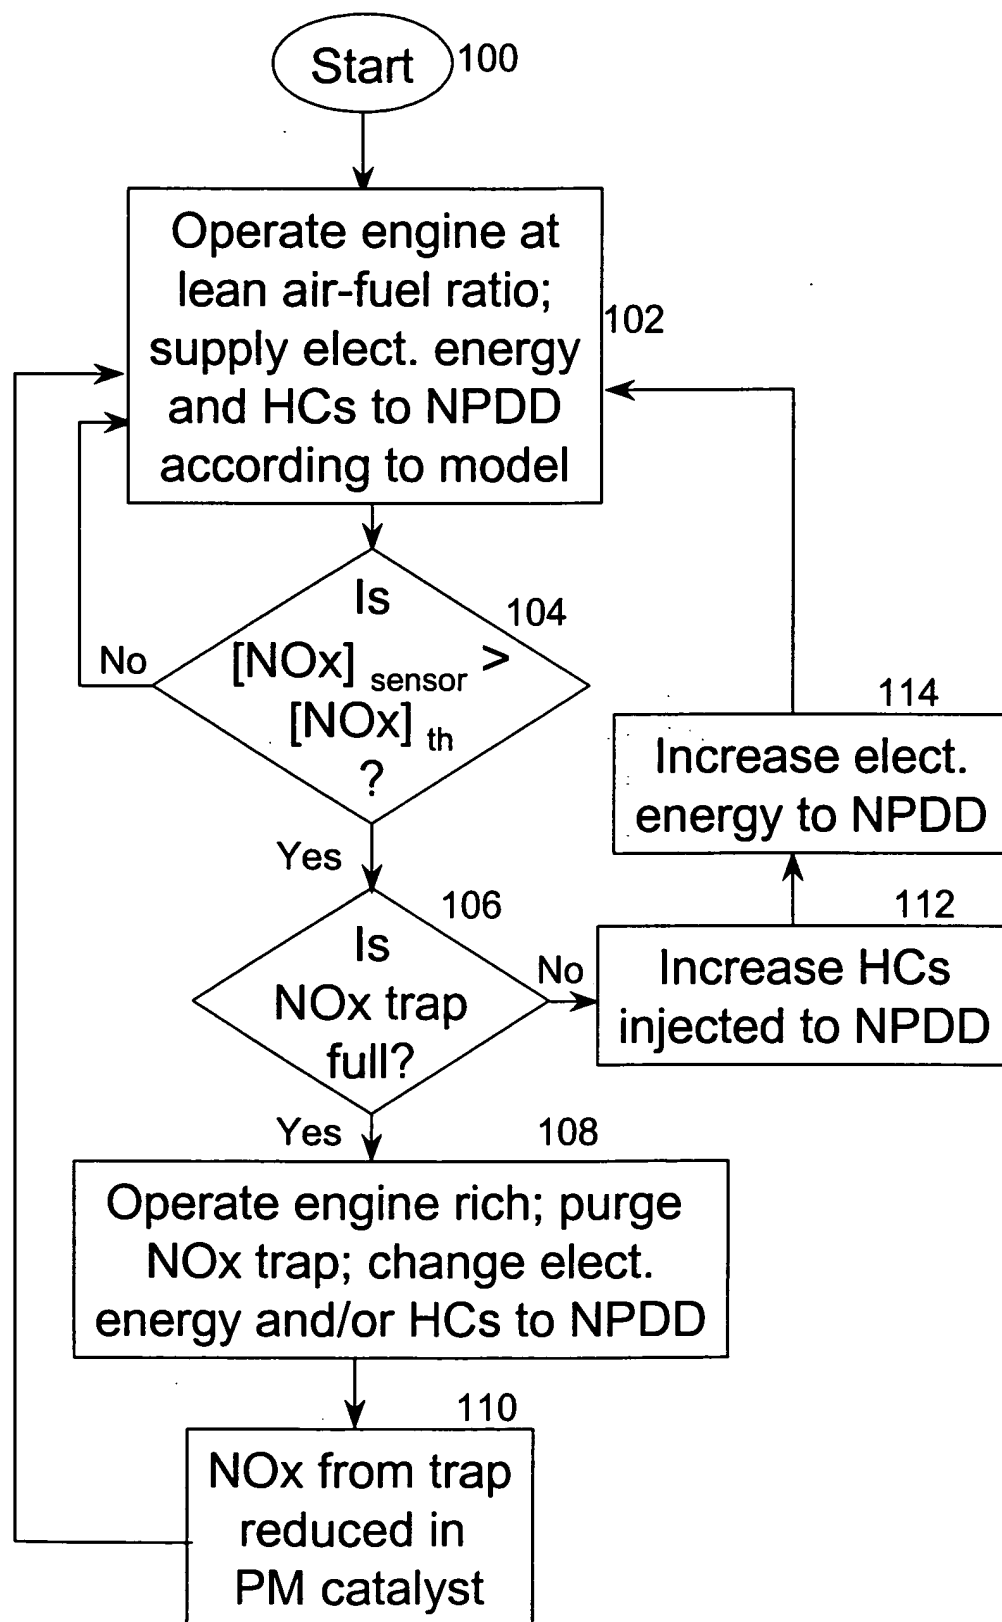 Start
100
Operate engine at
lean air-fuel ratio;
supply elect. energy
and HCs to NPDD
according to model
102
Is
[NOx] sensor >
[NOx] th
?
104
No
Yes
Is
NOx trap
full?
106
No
Increase HCs
injected to NPDD
112
Increase elect.
energy to NPDD
114
Yes
108
Operate engine rich; purge
NOx trap; change elect.
energy and/or HCs to NPDD
110
NOx from trap
reduced in
PM catalyst